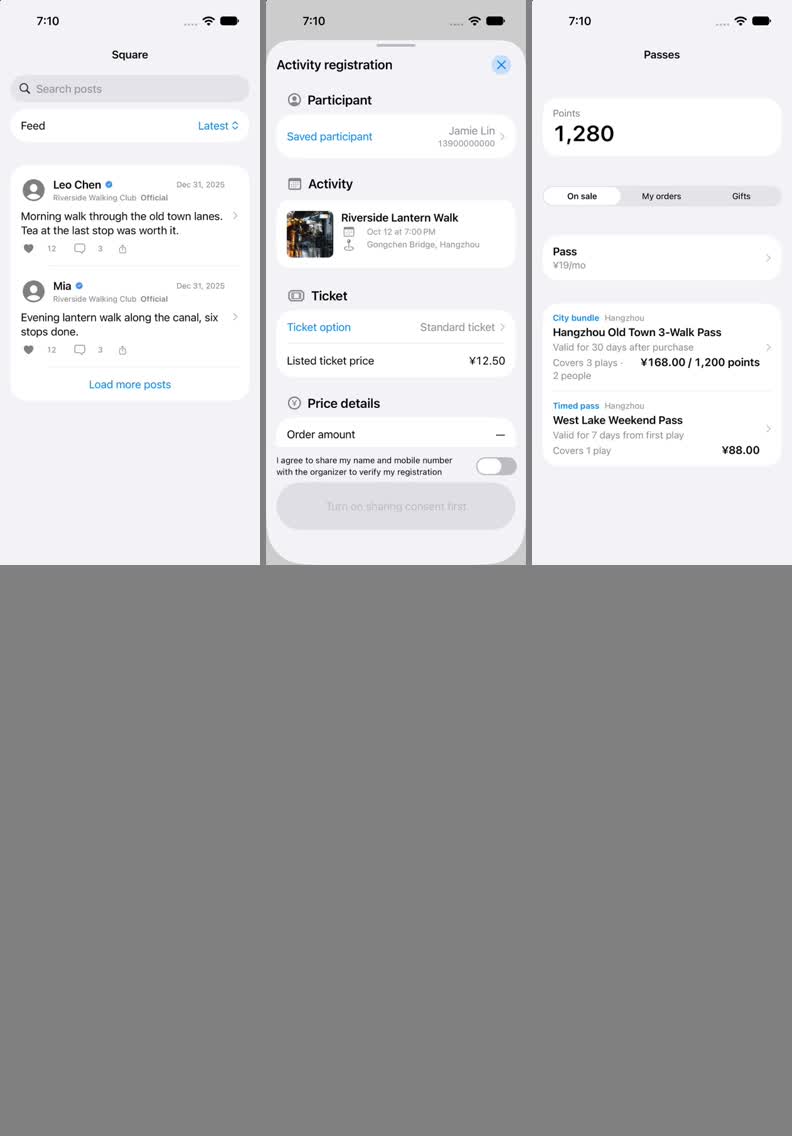 7:10
Square
Search posts
Feed
Latest
Leo Chen
Dec 31, 2025
Riverside Walking Club Official
Morning walk through the old town lanes.
Tea at the last stop was worth it.
12
3
Mia
Dec 31, 2025
Riverside Walking Club Official
Evening lantern walk along the canal, six
stops done.
12
3
Load more posts
7:10
Activity registration
Participant
Saved participant
Jamie Lin
13900000000
Activity
Riverside Lantern Walk
Oct 12 at 7:00 PM
Gongchen Bridge, Hangzhou
Ticket
Ticket option
Standard ticket
Listed ticket price
¥12.50
Price details
Order amount
—
I agree to share my name and mobile number
with the organizer to verify my registration
Turn on sharing consent first.
7:10
Passes
Points
1,280
On sale
My orders
Gifts
Pass
¥19/mo
City bundle Hangzhou
Hangzhou Old Town 3-Walk Pass
Valid for 30 days after purchase
Covers 3 plays ·
2 people
¥168.00 / 1,200 points
Timed pass Hangzhou
West Lake Weekend Pass
Valid for 7 days from first play
Covers 1 play
¥88.00